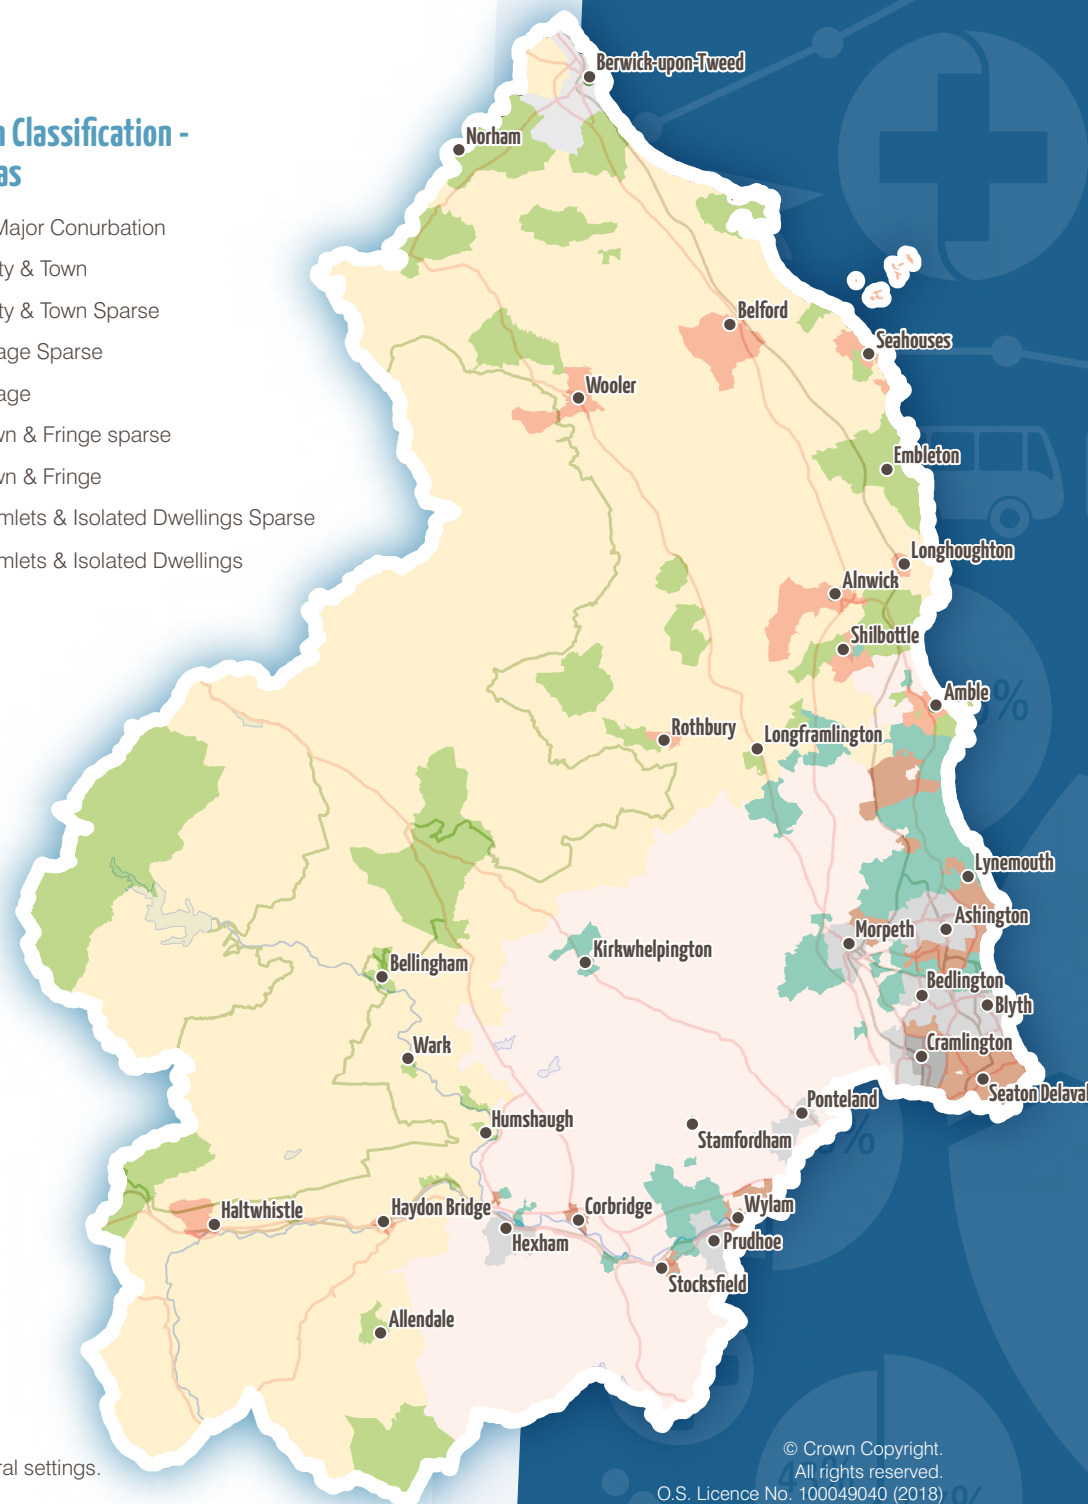 n Classification -
as
Major Conurbation
ty & Town
ty & Town Sparse
age Sparse
age
wn & Fringe sparse
wn & Fringe
mlets & Isolated Dwellings Sparse
mlets & Isolated Dwellings
Berwick-upon-Tweed
Norham
Belford
Seahouses
Wooler
Embleton
Longhoughton
Alnwick
Shilbottle
Amble
Rothbury
Longframlington
Lynemouth
Ashington
Morpeth
Kirkwhelpington
Bellingham
Bedlington
Blyth
Wark
Cramlington
Seaton Delaval
Ponteland
Humshaugh
Stamfordham
Haltwhistle
Haydon Bridge
Corbridge
Wylam
Hexham
Prudhoe
Stocksfield
Allendale
ral settings.
© Crown Copyright.
All rights reserved.
O.S. Licence No. 100049040 (2018)